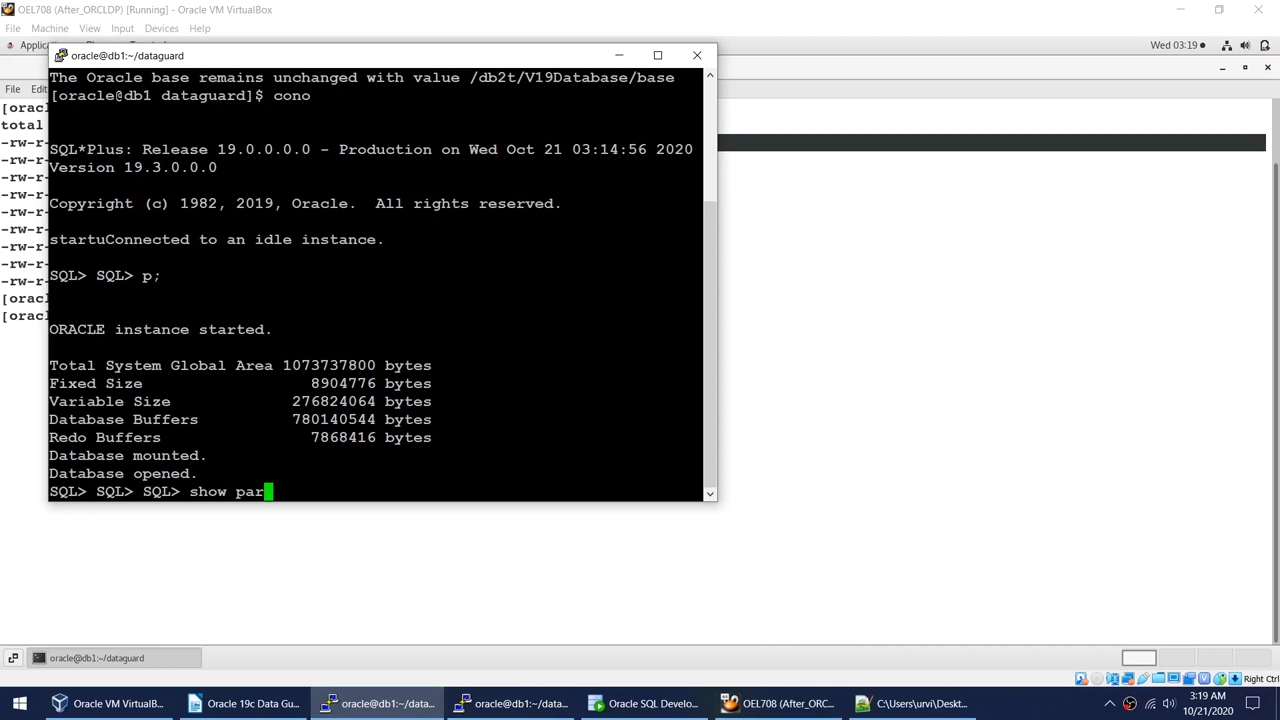 OEL708 (After_ORCLDP) [Running] - Oracle VM VirtualBox
File Machine View Input Devices Help
Wed 03:19
oracle@db1:~/dataguard
File
[orac
total
-rw-r-
-rw-r-
-rw-r-
-rw-r-
-rw-r-
-rw-r-
-rw-r-
-rw-r-
-rw-r-
[orac
[orac
The Oracle base remains unchanged with value /db2t/V19Database/base
[oracle@db1 dataguard]$ cono
SQL*Plus: Release 19.0.0.0.0 - Production on Wed Oct 21 03:14:56 2020
Version 19.3.0.0.0
Copyright (c) 1982, 2019, Oracle.  All rights reserved.
startuConnected to an idle instance.
SQL> SQL> p;
ORACLE instance started.
Total System Global Area 1073737800 bytes
Fixed Size 8904776 bytes
Variable Size 276824064 bytes
Database Buffers 780140544 bytes
Redo Buffers 7868416 bytes
Database mounted.
Database opened.
SQL> SQL> SQL> show par
oracle@db1:~/dataguard
Right Ctrl
Oracle VM VirtualB...
Oracle 19c Data Gu...
oracle@db1:~/data...
oracle@db1:~/data...
Oracle SQL Develo...
OEL708 (After_ORC...
C:\Users\urvi\Deskt...
3:19 AM
10/21/2020